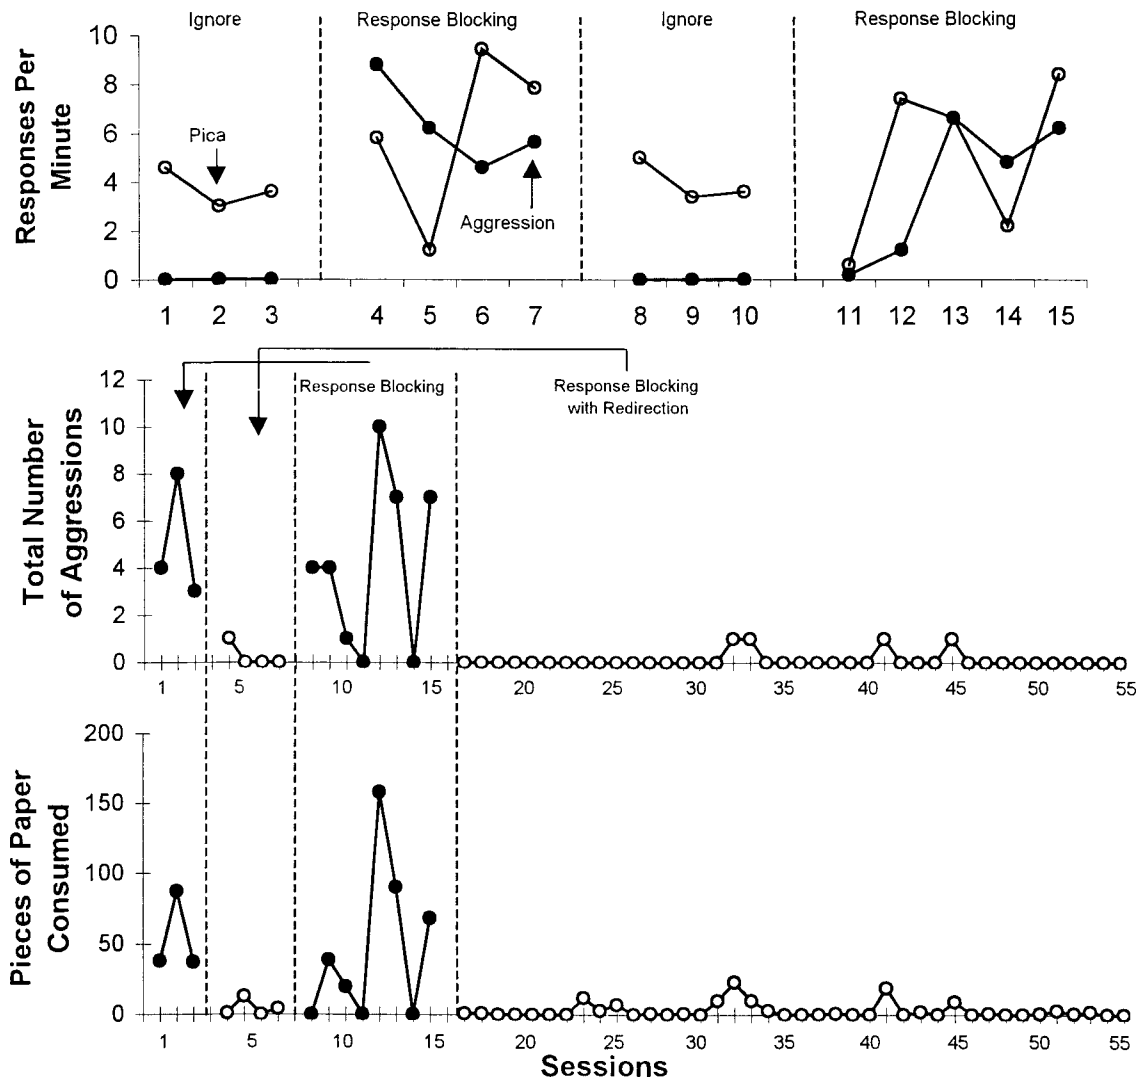 Ignore
Response Blocking
Ignore
Response Blocking
Responses Per
Minute
10
8
6
4
2
0
Pica
Aggression
1 2 3 4 5 6 7 8 9 10 11 12 13 14 15
Total Number
of Aggressions
12
10
8
6
4
2
0
Response Blocking
Response Blocking
with Redirection
1 5 10 15 20 25 30 35 40 45 50 55
Pieces of Paper
Consumed
200
150
100
50
0
1 5 10 15 20 25 30 35 40 45 50 55
Sessions